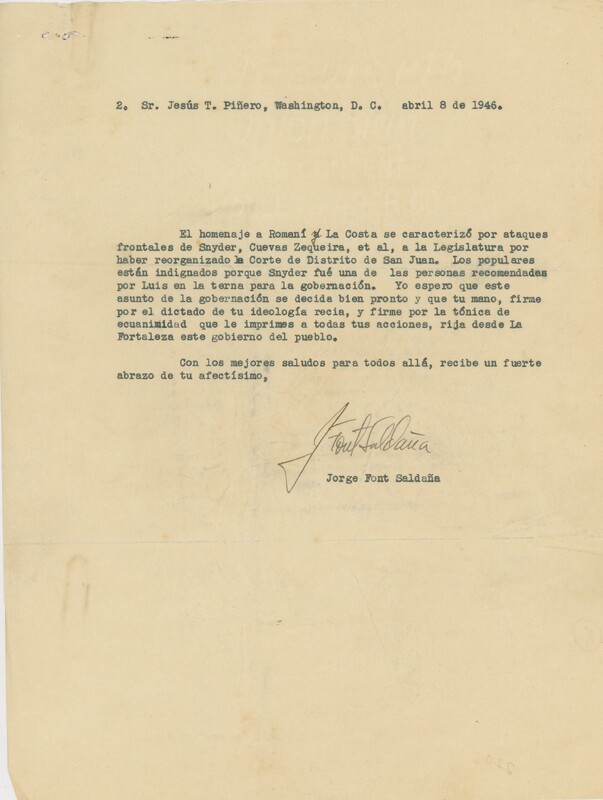 2. Sr. Jesús T. Piñero, Washington, D. C. abril 8 de 1946.
El homenaje a Romaní y La Costa se caracterizó por ataques
frontales de Snyder, Cuevas Zequeira, et al, a la Legislatura por
haber reorganizado la Corte de Distrito de San Juan. Los populares
están indignados porque Snyder fué una de las personas recomendadas
por Luis en la terna para la gobernación. Yo espero que este
asunto de la gobernación se decida bien pronto y que tu mano, firme
por el dictado de tu ideología recia, y firme por la tónica de
ecuanimidad que le imprimes a todas tus acciones, rija desde La
Fortaleza este gobierno del pueblo.
Con los mejores saludos para todos allá, recibe un fuerte
abrazo de tu afectísimo,
J Font Saldaña
Jorge Font Saldaña